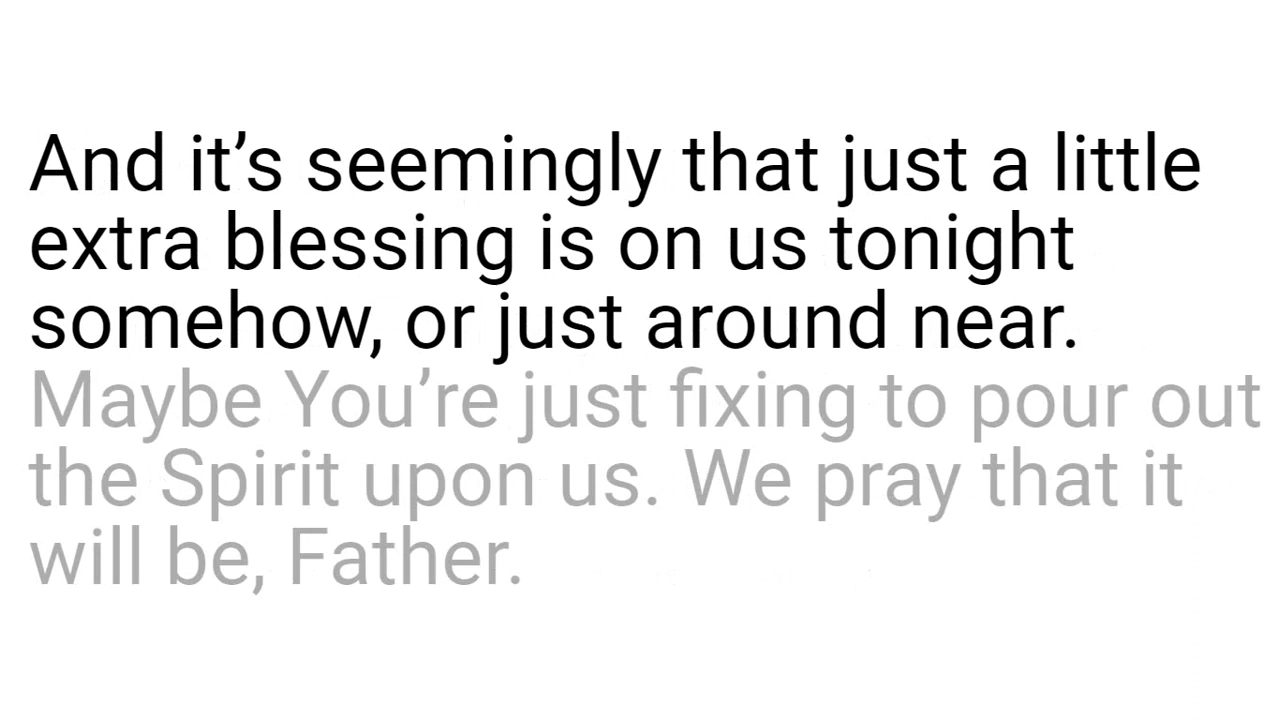 And it’s seemingly that just a little
extra blessing is on us tonight
somehow, or just around near.
Maybe You’re just fixing to pour out
the Spirit upon us. We pray that it
will be, Father.